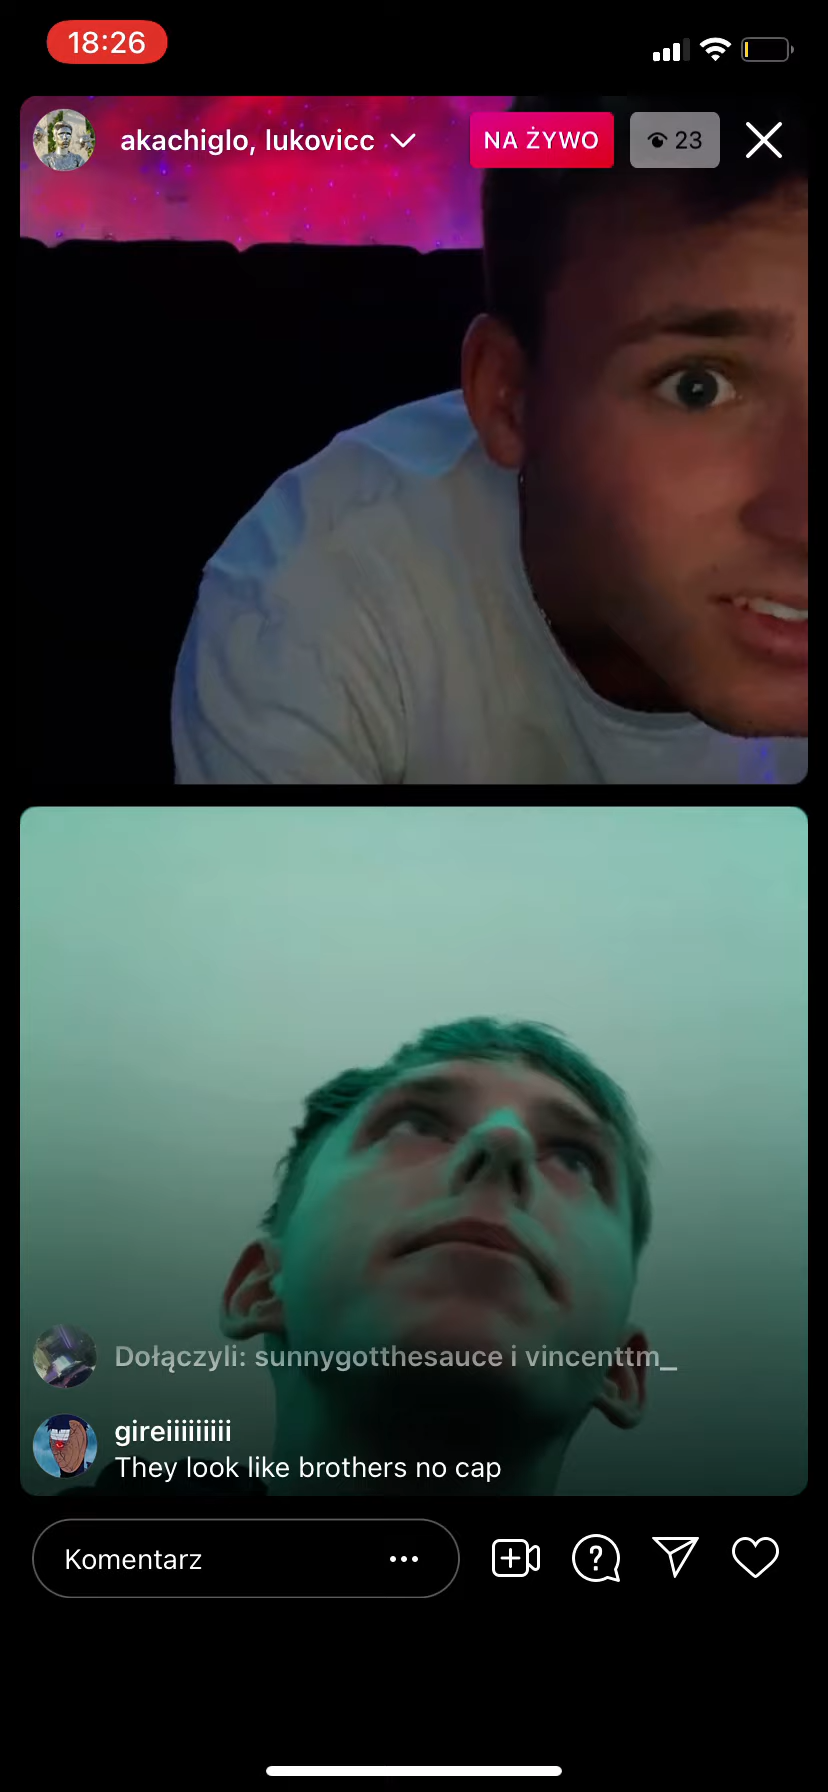 18:26
akachiglo, lukovicc
NA ŻYWO
23
Dołączyli: sunnygotthesauce i vincenttm_
gireiiiiiiiii
They look like brothers no cap
Komentarz